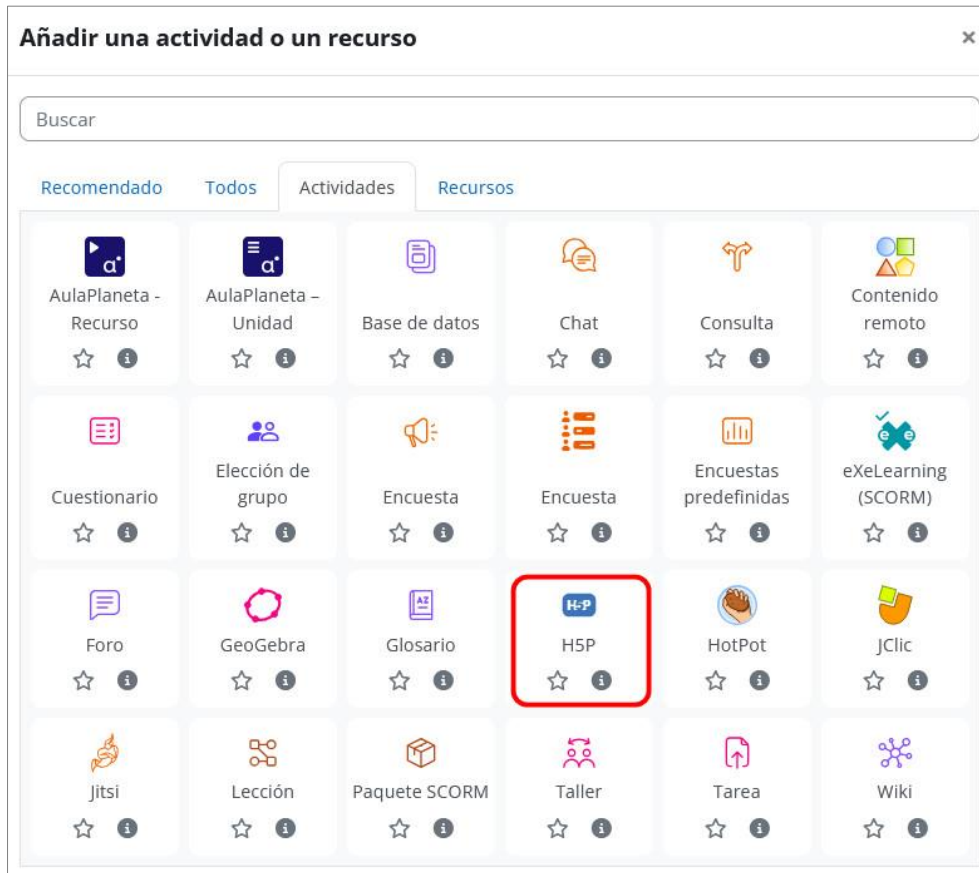 Añadir una actividad o un recurso
×
Buscar
Recomendado Todos Actividades Recursos
α
AulaPlaneta -
Recurso
α
AulaPlaneta –
Unidad
Base de datos
Chat
Consulta
Contenido
remoto
Cuestionario
Elección de
grupo
Encuesta
Encuesta
Encuestas
predefinidas
e e
eXeLearning
(SCORM)
Foro
GeoGebra
AZ
Glosario
H-P
H5P
HotPot
JClic
Jitsi
Lección
Paquete SCORM
Taller
Tarea
Wiki